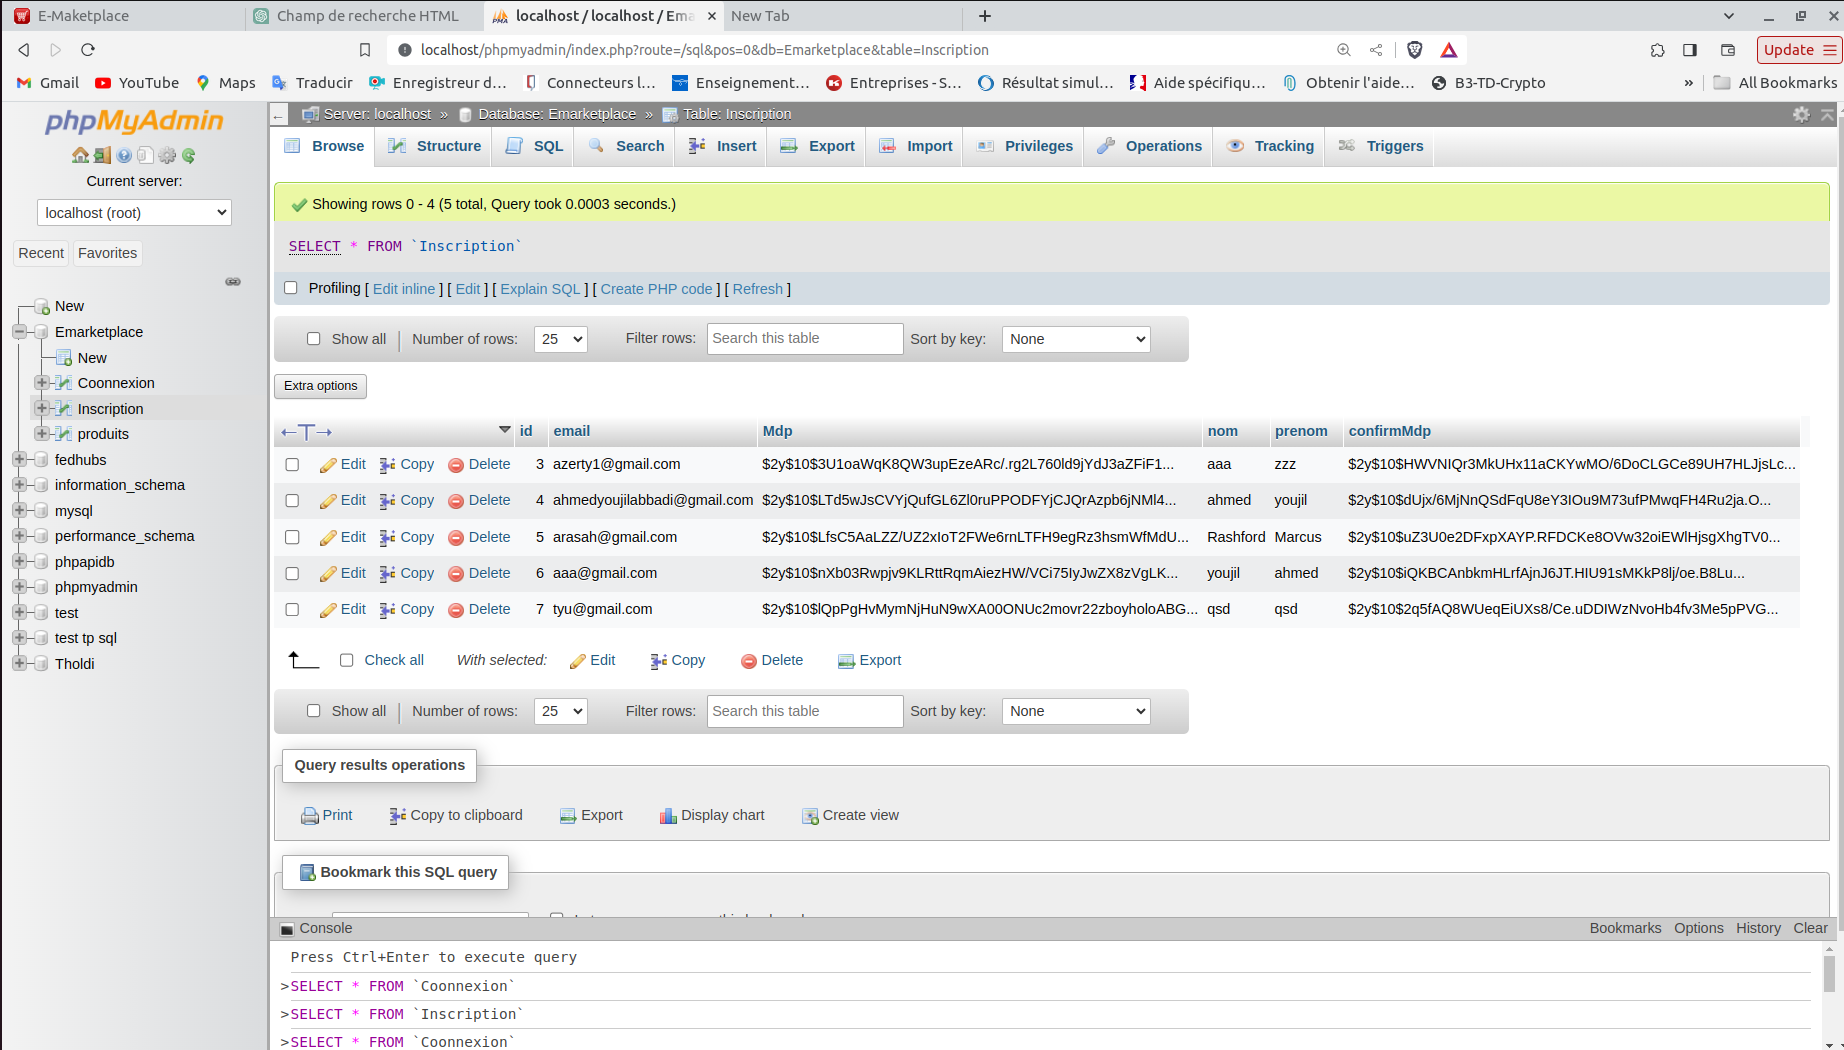 E-Maketplace
Champ de recherche HTML
localhost / localhost / Ema
New Tab
localhost/phpmyadmin/index.php?route=/sql&pos=0&db=Emarketplace&table=Inscription
Update
Gmail YouTube Maps Traducir Enregistreur d... Connecteurs l... Enseignement... Entreprises - S... Résultat simul... Aide spécifiqu... Obtenir l'aide... B3-TD-Crypto » All Bookmarks
phpMyAdmin
Current server:
localhost (root)
Recent Favorites
New
Emarketplace
New
Coonnexion
Inscription
produits
fedhubs
information_schema
mysql
performance_schema
phpapidb
phpmyadmin
test
test tp sql
Tholdi
Server: localhost » Database: Emarketplace » Table: Inscription
Browse Structure SQL Search Insert Export Import Privileges Operations Tracking Triggers
Showing rows 0 - 4 (5 total, Query took 0.0003 seconds.)
SELECT * FROM `Inscription`
Profiling [ Edit inline ] [ Edit ] [ Explain SQL ] [ Create PHP code ] [ Refresh ]
Show all | Number of rows: 25 Filter rows: Search this table Sort by key: None
Extra options
←T→ id email Mdp nom prenom confirmMdp
Edit Copy Delete 3 azerty1@gmail.com $2y$10$3U1oaWqK8QW3upEzeARc/.rg2L760ld9jYdJ3aZFiF1... aaa zzz $2y$10$HWVNIQr3MkUHx11aCKYwMO/6DoCLGCe89UH7HLJjsLc...
Edit Copy Delete 4 ahmedyoujilabbadi@gmail.com $2y$10$LTd5wJsCVYjQufGL6Zl0ruPPODFYjCJQrAzpb6jNMl4... ahmed youjil $2y$10$dUjx/6MjNnQSdFqU8eY3IOu9M73ufPMwqFH4Ru2ja.O...
Edit Copy Delete 5 arasah@gmail.com $2y$10$LfsC5AaLZZ/UZ2xIoT2FWe6rnLTFH9egRz3hsmWfMdU... Rashford Marcus $2y$10$uZ3U0e2DFxpXAYP.RFDCKe8OVw32oiEWlHjsgXhgTV0...
Edit Copy Delete 6 aaa@gmail.com $2y$10$nXb03Rwpjv9KLRttRqmAiezHW/VCi75IyJwZX8zVgLK... youjil ahmed $2y$10$iQKBCAnbkmHLrfAjnJ6JT.HIU91sMKkP8lj/oe.B8Lu...
Edit Copy Delete 7 tyu@gmail.com $2y$10$lQpPgHvMymNjHuN9wXA00ONUc2movr22zboyholoABG... qsd qsd $2y$10$2q5fAQ8WUeqEiUXs8/Ce.uDDIWzNvoHb4fv3Me5pPVG...
Check all With selected: Edit Copy Delete Export
Show all | Number of rows: 25 Filter rows: Search this table Sort by key: None
Query results operations
Print Copy to clipboard Export Display chart Create view
Bookmark this SQL query
Console Bookmarks Options History Clear
Press Ctrl+Enter to execute query
>SELECT * FROM `Coonnexion`
>SELECT * FROM `Inscription`
>SELECT * FROM `Coonnexion`